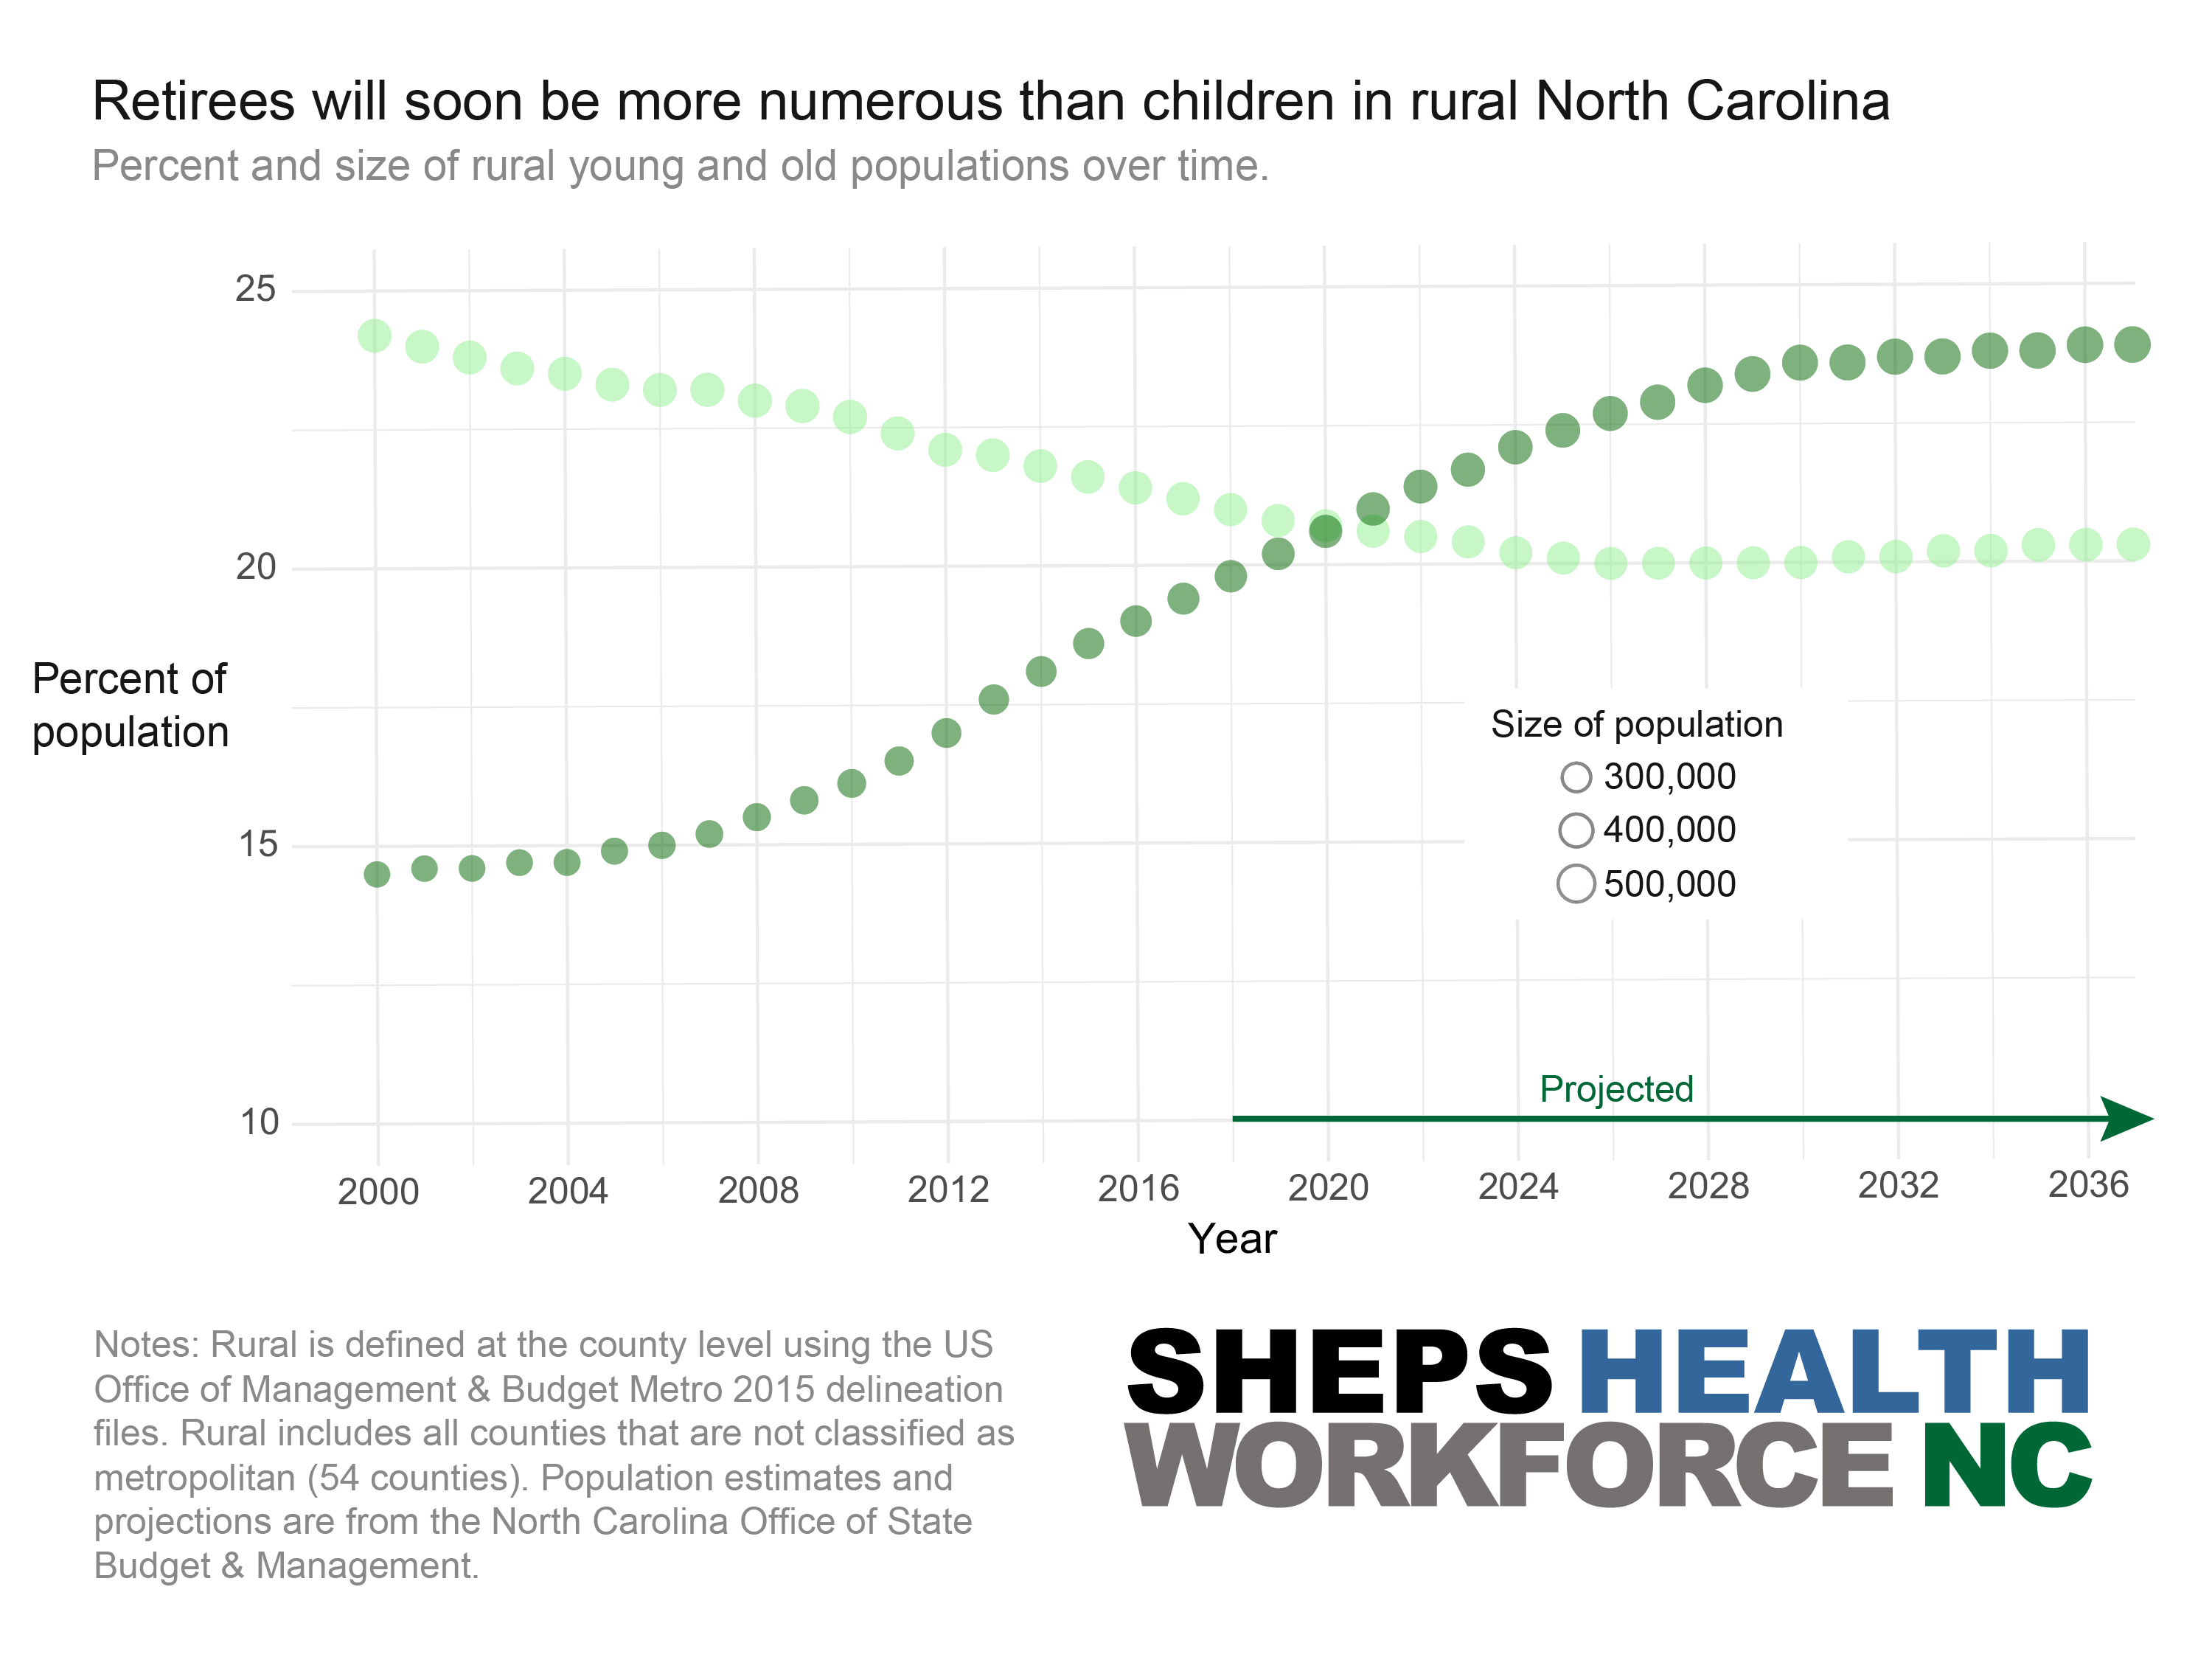 Retirees will soon be more numerous than children in rural North Carolina
Percent and size of rural young and old populations over time.
25
20
Percent of
population
15
10
Size of population
300,000
400,000
500,000
Projected
2000 2004 2008 2012 2016 2020 2024 2028 2032 2036
Year
Notes: Rural is defined at the county level using the US
Office of Management & Budget Metro 2015 delineation
files. Rural includes all counties that are not classified as
metropolitan (54 counties). Population estimates and
projections are from the North Carolina Office of State
Budget & Management.
SHEPS HEALTH
WORKFORCE NC